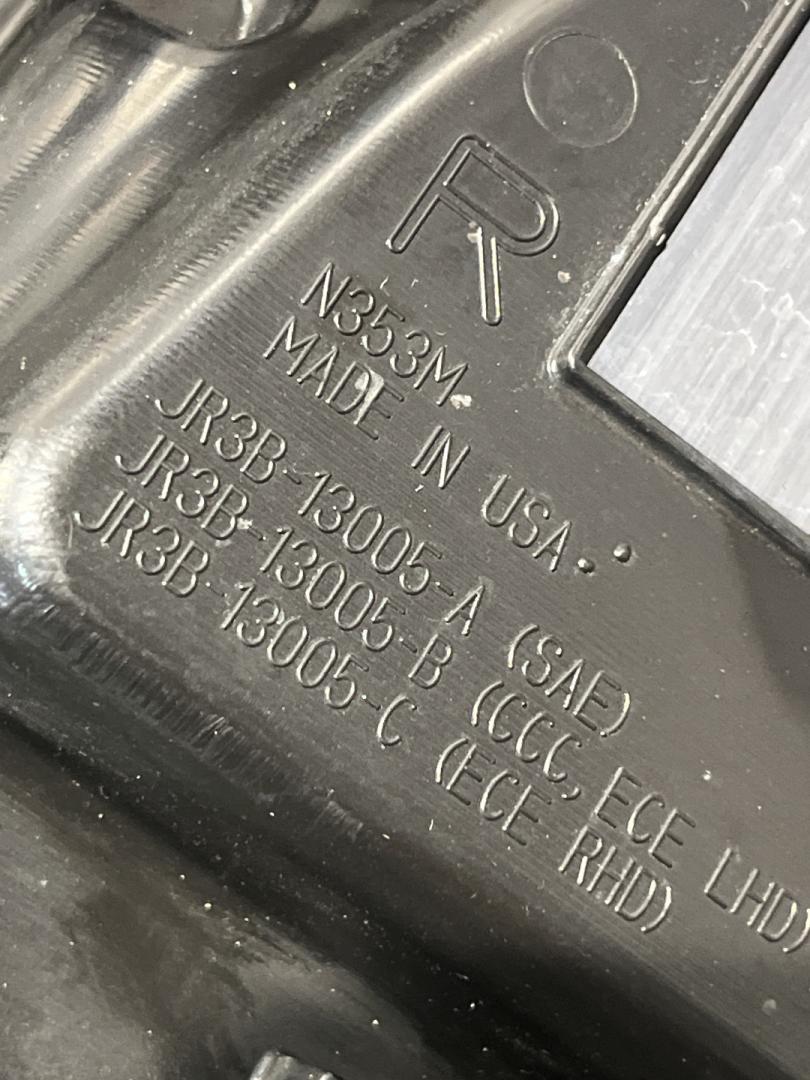 R
N353M
MADE IN USA
JR3B-13005-A (SAE)
JR3B-13005-B (CCC, ECE LHD)
JR3B-13005-C (ECE RHD)